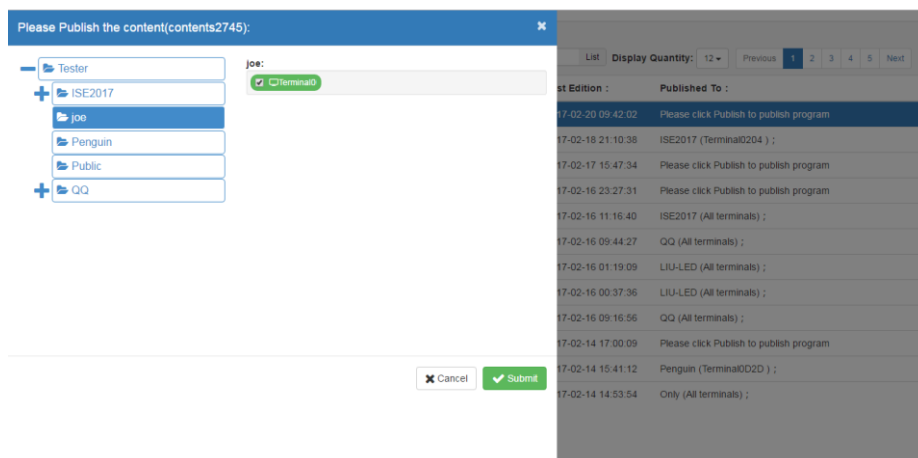 Please Publish the content(contents2745):
Tester
ISE2017
joe
Penguin
Public
QQ
joe:
Terminal0
Cancel
Submit
List Display Quantity: 12 Previous 1 2 3 4 5 Next
st Edition : Published To :
17-02-20 09:42:02 Please click Publish to publish program
17-02-18 21:10:38 ISE2017 (Terminal0204 ) ;
17-02-17 15:47:34 Please click Publish to publish program
17-02-16 23:27:31 Please click Publish to publish program
17-02-16 11:16:40 ISE2017 (All terminals) ;
17-02-16 09:44:27 QQ (All terminals) ;
17-02-16 01:19:09 LIU-LED (All terminals) ;
17-02-16 00:37:36 LIU-LED (All terminals) ;
17-02-16 09:16:56 QQ (All terminals) ;
17-02-14 17:00:09 Please click Publish to publish program
17-02-14 15:41:12 Penguin (Terminal0D2D ) ;
17-02-14 14:53:54 Only (All terminals) ;